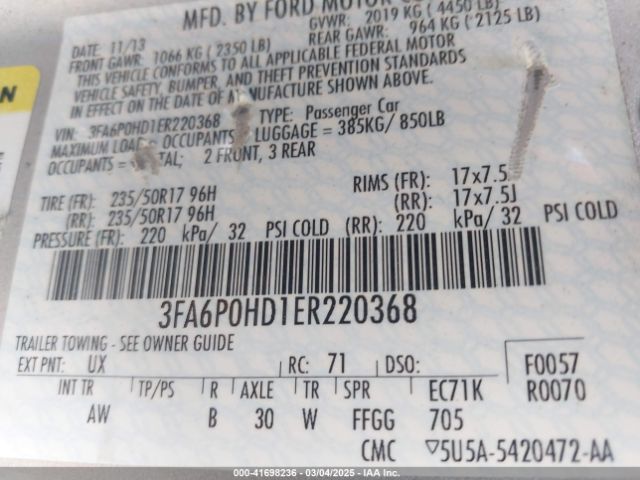 MFD. BY FORD MOTOR
DATE: 11/13
GVWR: 2019 KG (4450 LB)
FRONT GAWR: 1066 KG (2350 LB)
REAR GAWR: 964 KG (2125 LB)
THIS VEHICLE CONFORMS TO ALL APPLICABLE FEDERAL MOTOR
VEHICLE SAFETY, BUMPER, AND THEFT PREVENTION STANDARDS
IN EFFECT ON THE DATE OF MANUFACTURE SHOWN ABOVE.
VIN: 3FA6P0HD1ER220368 TYPE: Passenger Car
MAXIMUM LOAD = OCCUPANTS LUGGAGE = 385KG/ 850LB
OCCUPANTS = TOTAL; 2 FRONT, 3 REAR
TIRE (FR): 235/50R17 96H RIMS (FR): 17x7.5J
(RR): 235/50R17 96H (RR): 17x7.5J
PRESSURE (FR): 220 kPa/ 32 PSI COLD (RR): 220 kPa/ 32 PSI COLD
3FA6P0HD1ER220368
TRAILER TOWING - SEE OWNER GUIDE
EXT PNT: UX RC: 71 DSO: F0057
INT TR TP/PS R AXLE TR SPR EC71K R0070
AW B 30 W FFGG 705
CMC ▽5U5A-5420472-AA
000-41698236 - 03/04/2025 - IAA Inc.